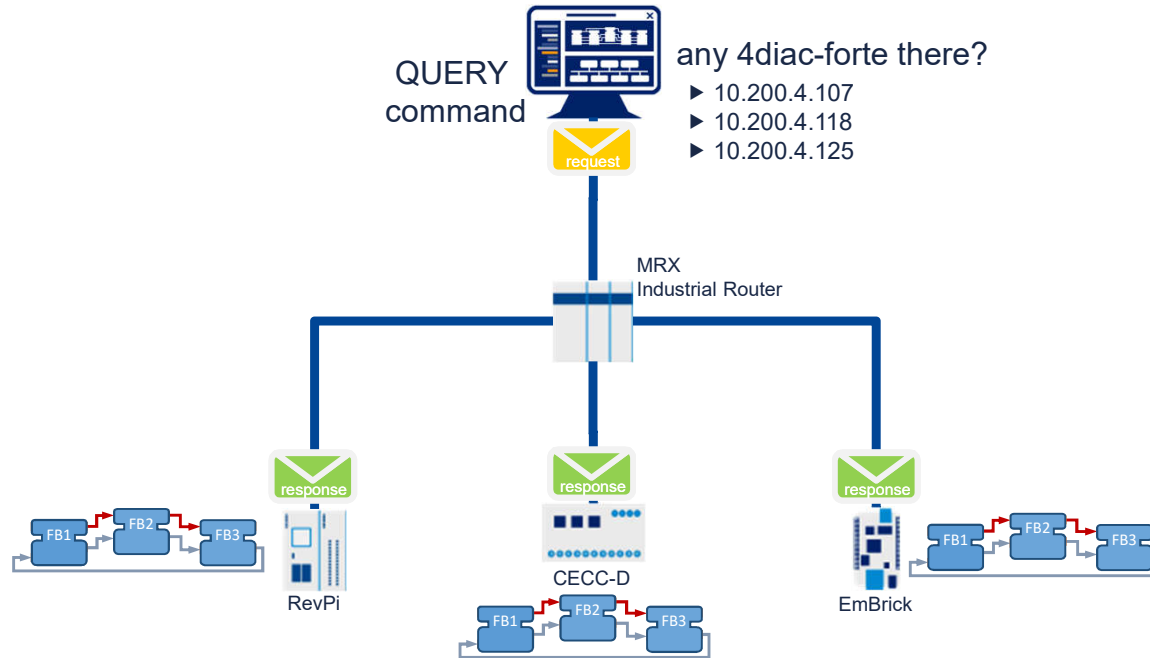 QUERY
command
any 4diac-forte there?
▶ 10.200.4.107
▶ 10.200.4.118
▶ 10.200.4.125
request
MRX
Industrial Router
response
response
response
FB1
FB2
FB3
RevPi
CECC-D
FB1
FB2
FB3
EmBrick
FB1
FB2
FB3